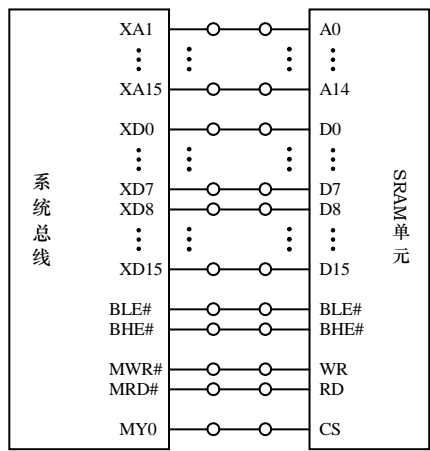 XA1 A0
XA15 A14
XD0 D0
XD7 D7
XD8 D8
XD15 D15
BLE# BLE#
BHE# BHE#
MWR# WR
MRD# RD
MY0 CS
系统总线
SRAM单元